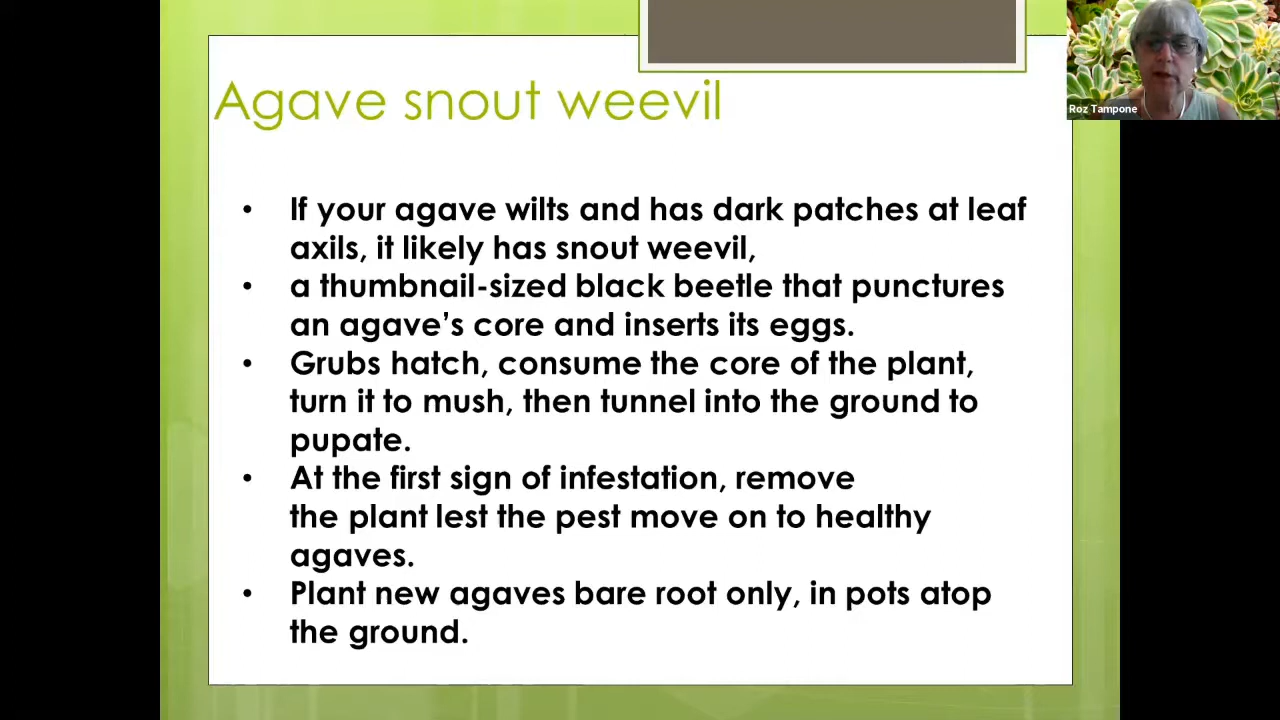 Agave snout weevil
Roz Tampone
• If your agave wilts and has dark patches at leaf
axils, it likely has snout weevil,
• a thumbnail-sized black beetle that punctures
an agave's core and inserts its eggs.
• Grubs hatch, consume the core of the plant,
turn it to mush, then tunnel into the ground to
pupate.
• At the first sign of infestation, remove
the plant lest the pest move on to healthy
agaves.
• Plant new agaves bare root only, in pots atop
the ground.